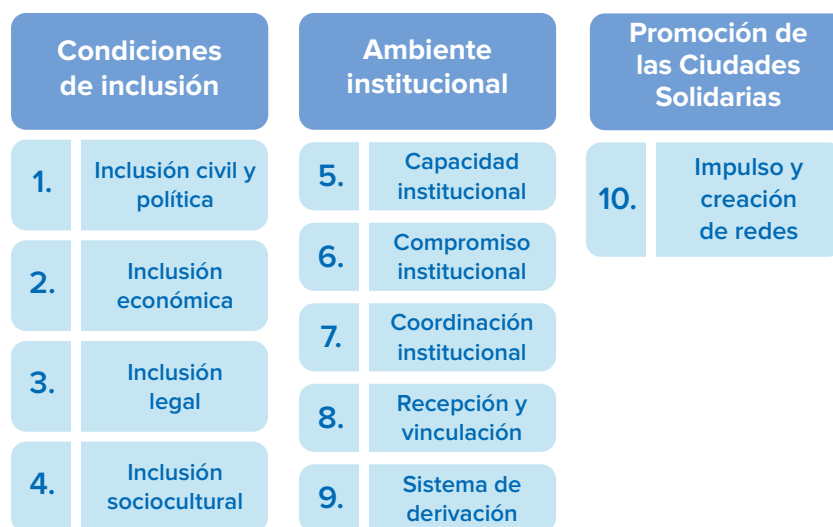 Condiciones
de inclusión
1.
Inclusión civil y
política
2.
Inclusión
económica
3.
Inclusión
legal
4.
Inclusión
sociocultural
Ambiente
institucional
5.
Capacidad
institucional
6.
Compromiso
institucional
7.
Coordinación
institucional
8.
Recepción y
vinculación
9.
Sistema de
derivación
Promoción de
las Ciudades
Solidarias
10.
Impulso y
creación
de redes